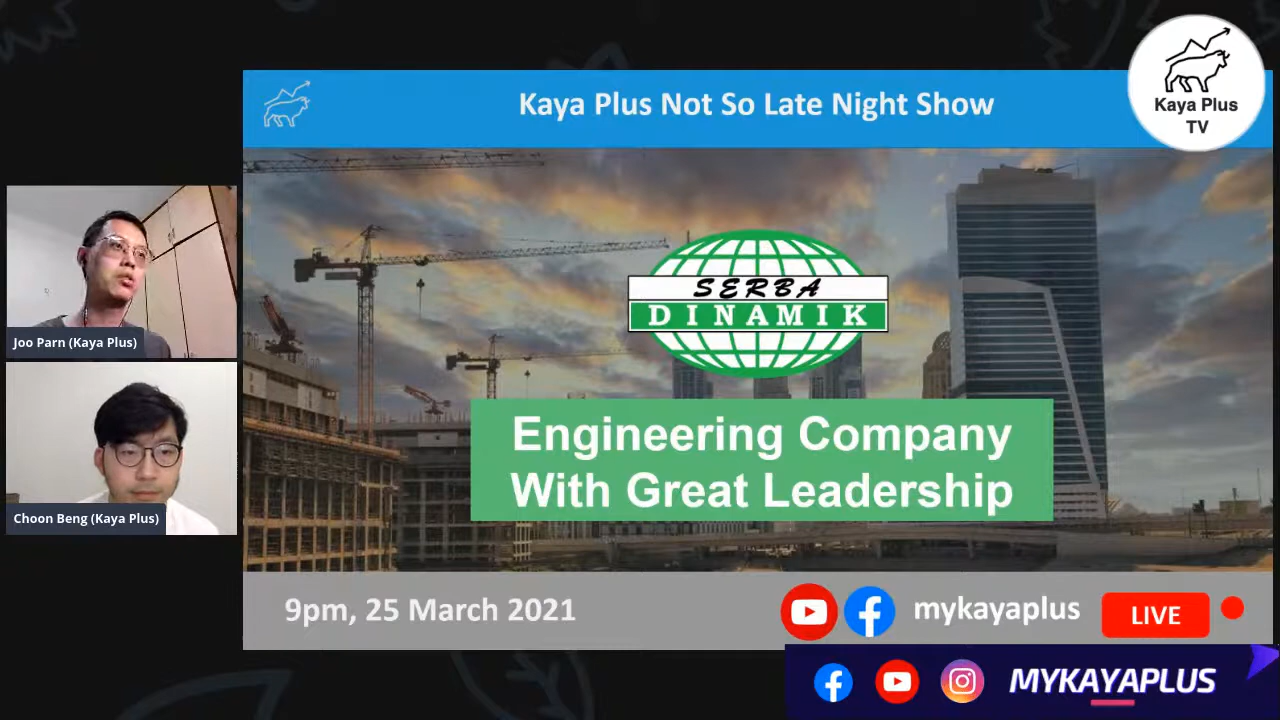 Kaya Plus Not So Late Night Show
Kaya Plus
TV
SERBA
DINAMIK
Joo Parn (Kaya Plus)
Engineering Company
With Great Leadership
Choon Beng (Kaya Plus)
9pm, 25 March 2021
mykayaplus
LIVE
MYKAYAPLUS